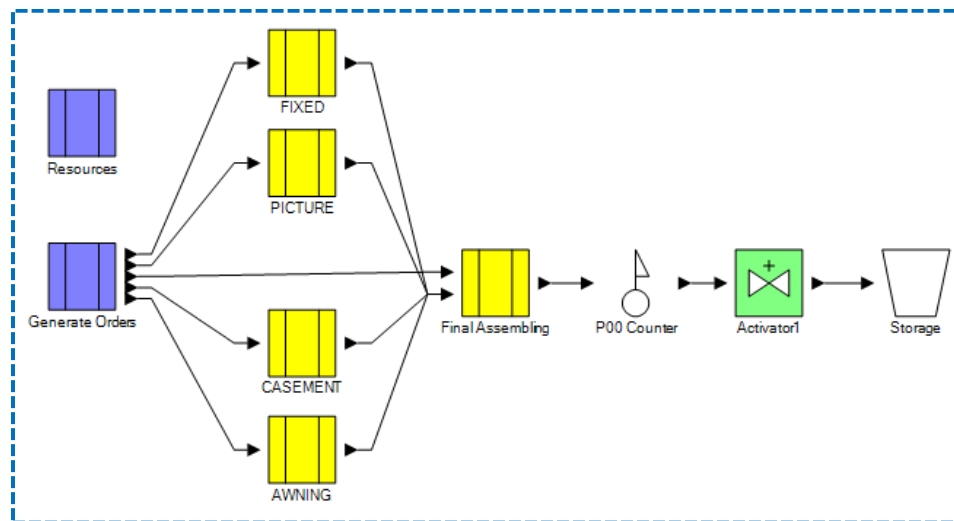 FIXED
Resources
PICTURE
Generate Orders
Final Assembling
P00 Counter
Activator1
Storage
CASEMENT
AWNING